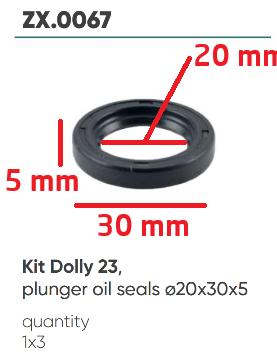 ZX.0067
20 mm
5 mm
30 mm
Kit Dolly 23,
plunger oil seals ø20x30x5
quantity
1x3